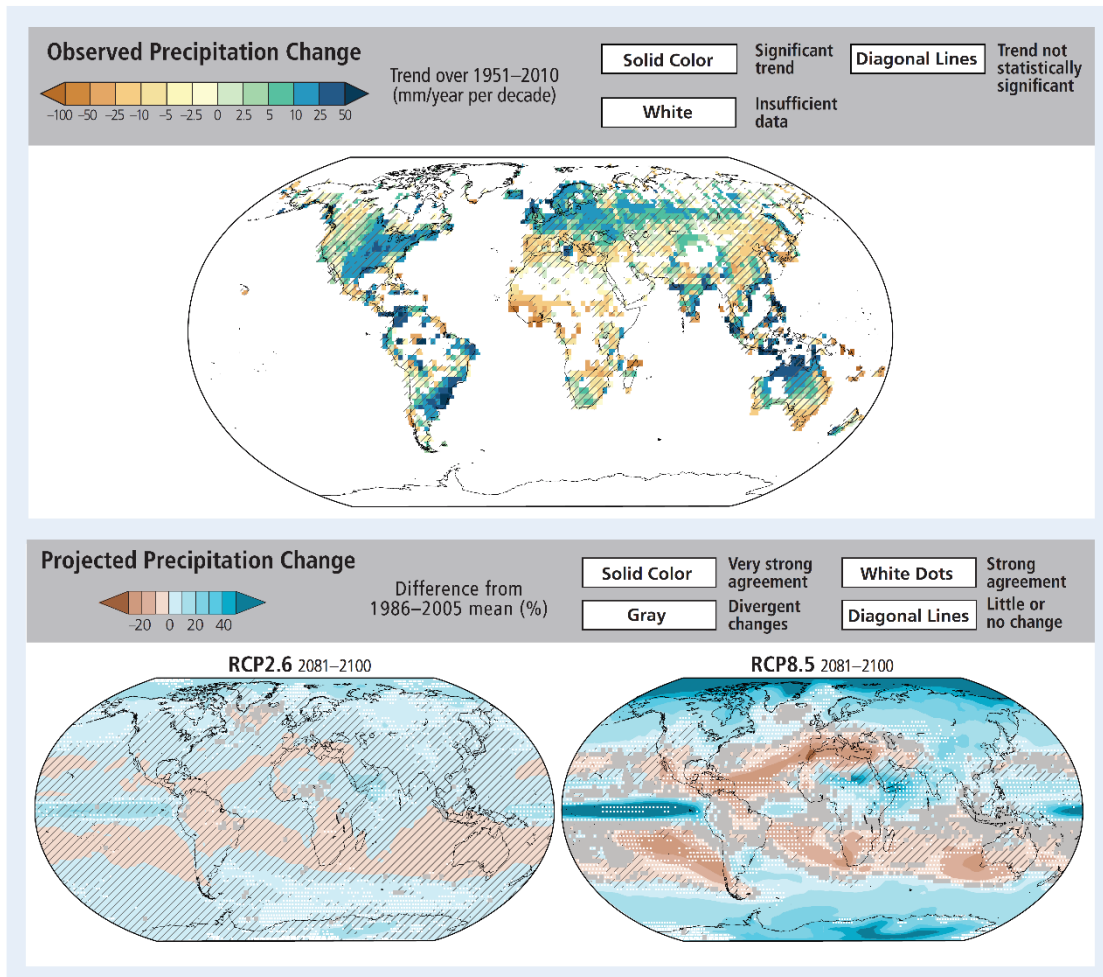 Observed Precipitation Change
−100 −50 −25 −10 −5 −2.5 0 2.5 5 10 25 50
Trend over 1951–2010
(mm/year per decade)
Solid Color
Significant
trend
Diagonal Lines
Trend not
statistically
significant
White
Insufficient
data
Projected Precipitation Change
−20 0 20 40
Difference from
1986–2005 mean (%)
Solid Color
Very strong
agreement
White Dots
Strong
agreement
Gray
Divergent
changes
Diagonal Lines
Little or
no change
RCP2.6 2081–2100
RCP8.5 2081–2100